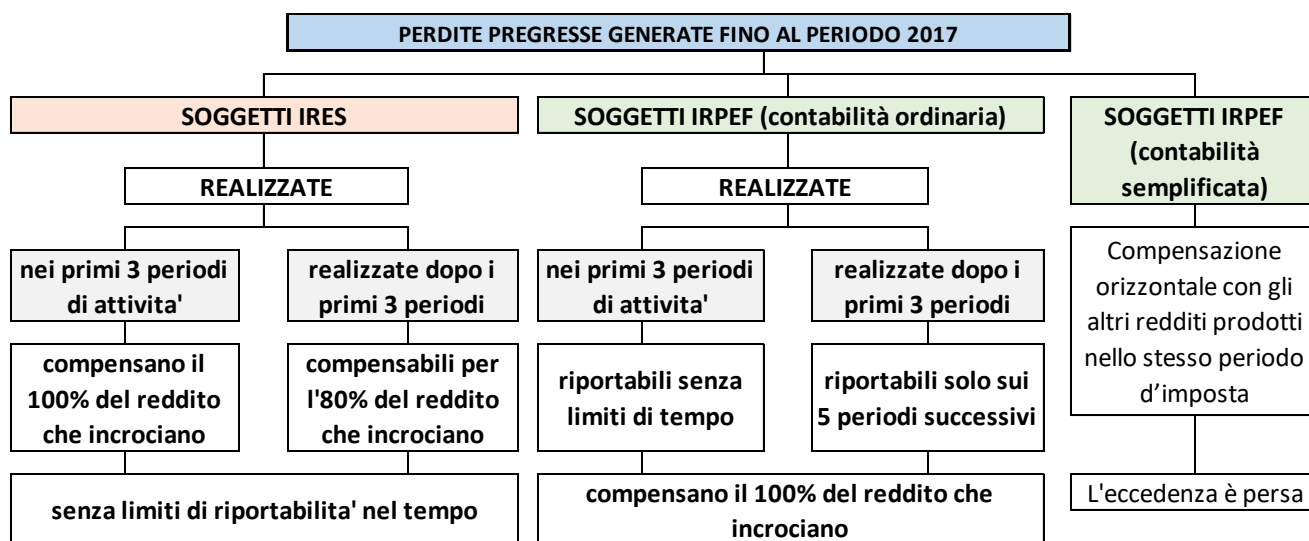 PERDITE PREGRESSE GENERATE FINO AL PERIODO 2017
SOGGETTI IRES
REALIZZATE
nei primi 3 periodi
di attivita'
compensano il
100% del reddito
che incrociano
realizzate dopo i
primi 3 periodi
compensabili per
l'80% del reddito
che incrociano
senza limiti di riportabilita' nel tempo
SOGGETTI IRPEF (contabilità ordinaria)
REALIZZATE
nei primi 3 periodi
di attivita'
riportabili senza
limiti di tempo
realizzate dopo i
primi 3 periodi
riportabili solo sui
5 periodi successivi
compensano il 100% del reddito che
incrociano
SOGGETTI IRPEF
(contabilità
semplificata)
Compensazione
orizzontale con gli
altri redditi prodotti
nello stesso periodo
d’imposta
L'eccedenza è persa